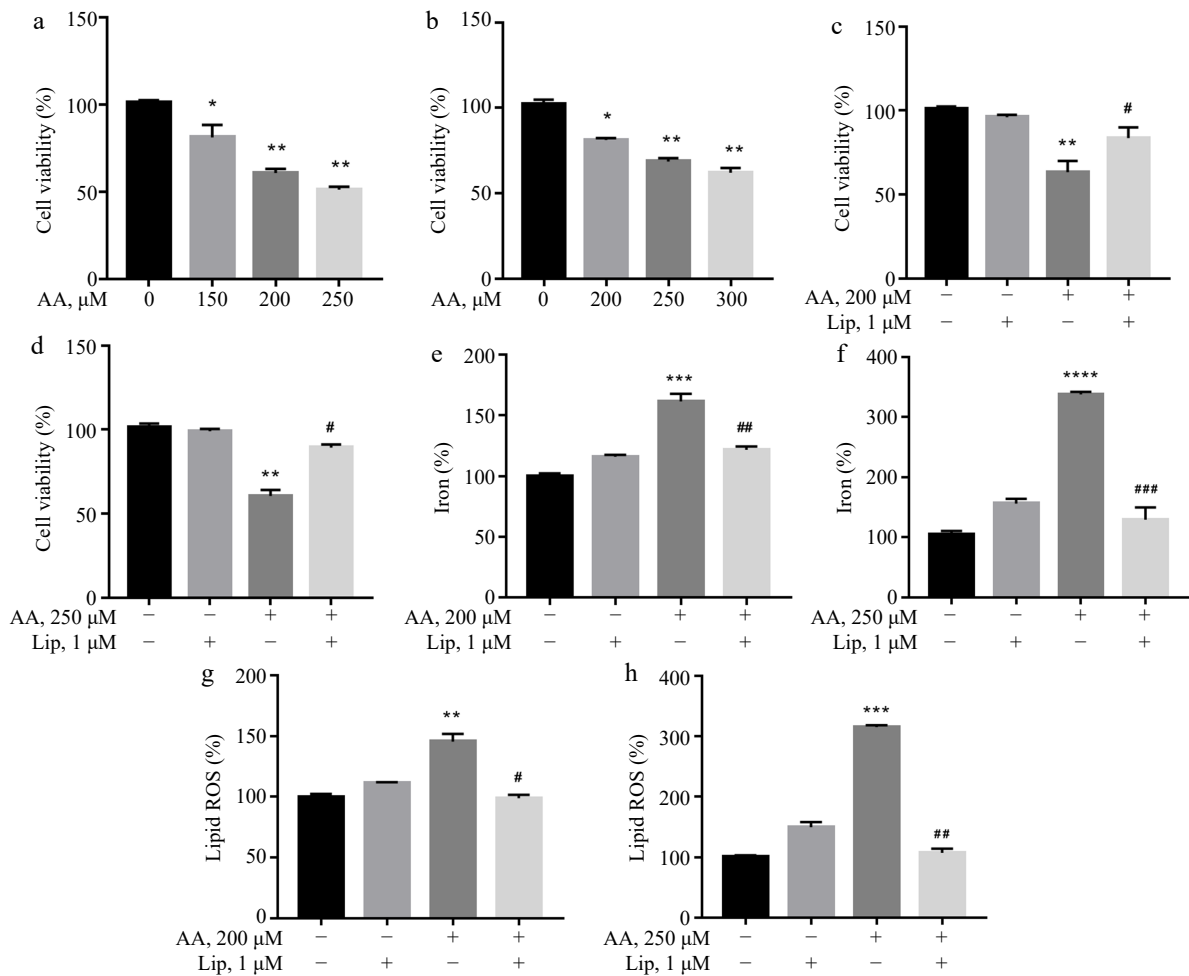 a
Cell viability (%)
150
100
50
0
*
**
**
AA, μM
0
150
200
250
b
Cell viability (%)
150
100
50
0
*
**
**
AA, μM
0
200
250
300
c
Cell viability (%)
150
100
50
0
**
#
AA, 200 μM
− − + +
Lip, 1 μM
− + − +
d
Cell viability (%)
150
100
50
0
**
#
AA, 250 μM
− − + +
Lip, 1 μM
− + − +
e
Iron (%)
200
150
100
50
0
***
##
AA, 200 μM
− − + +
Lip, 1 μM
− + − +
f
Iron (%)
400
300
200
100
0
****
###
AA, 250 μM
− − + +
Lip, 1 μM
− + − +
g
Lipid ROS (%)
200
150
100
50
0
**
#
AA, 200 μM
− − + +
Lip, 1 μM
− + − +
h
Lipid ROS (%)
400
300
200
100
0
***
##
AA, 250 μM
− − + +
Lip, 1 μM
− + − +